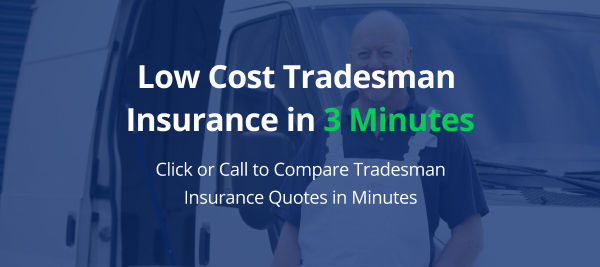 Low Cost Tradesman
Insurance in 3 Minutes
Click or Call to Compare Tradesman
Insurance Quotes in Minutes